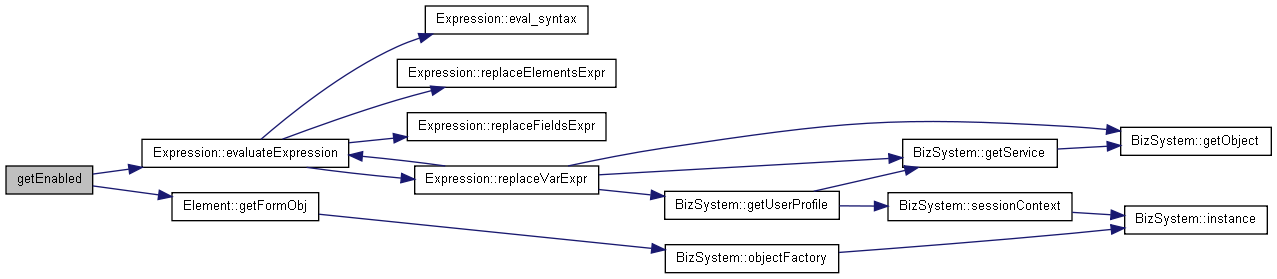 Expression::eval_syntax
Expression::replaceElementsExpr
Expression::replaceFieldsExpr
BizSystem::getObject
Expression::evaluateExpression
BizSystem::getService
getEnabled
Expression::replaceVarExpr
Element::getFormObj
BizSystem::getUserProfile
BizSystem::sessionContext
BizSystem::instance
BizSystem::objectFactory